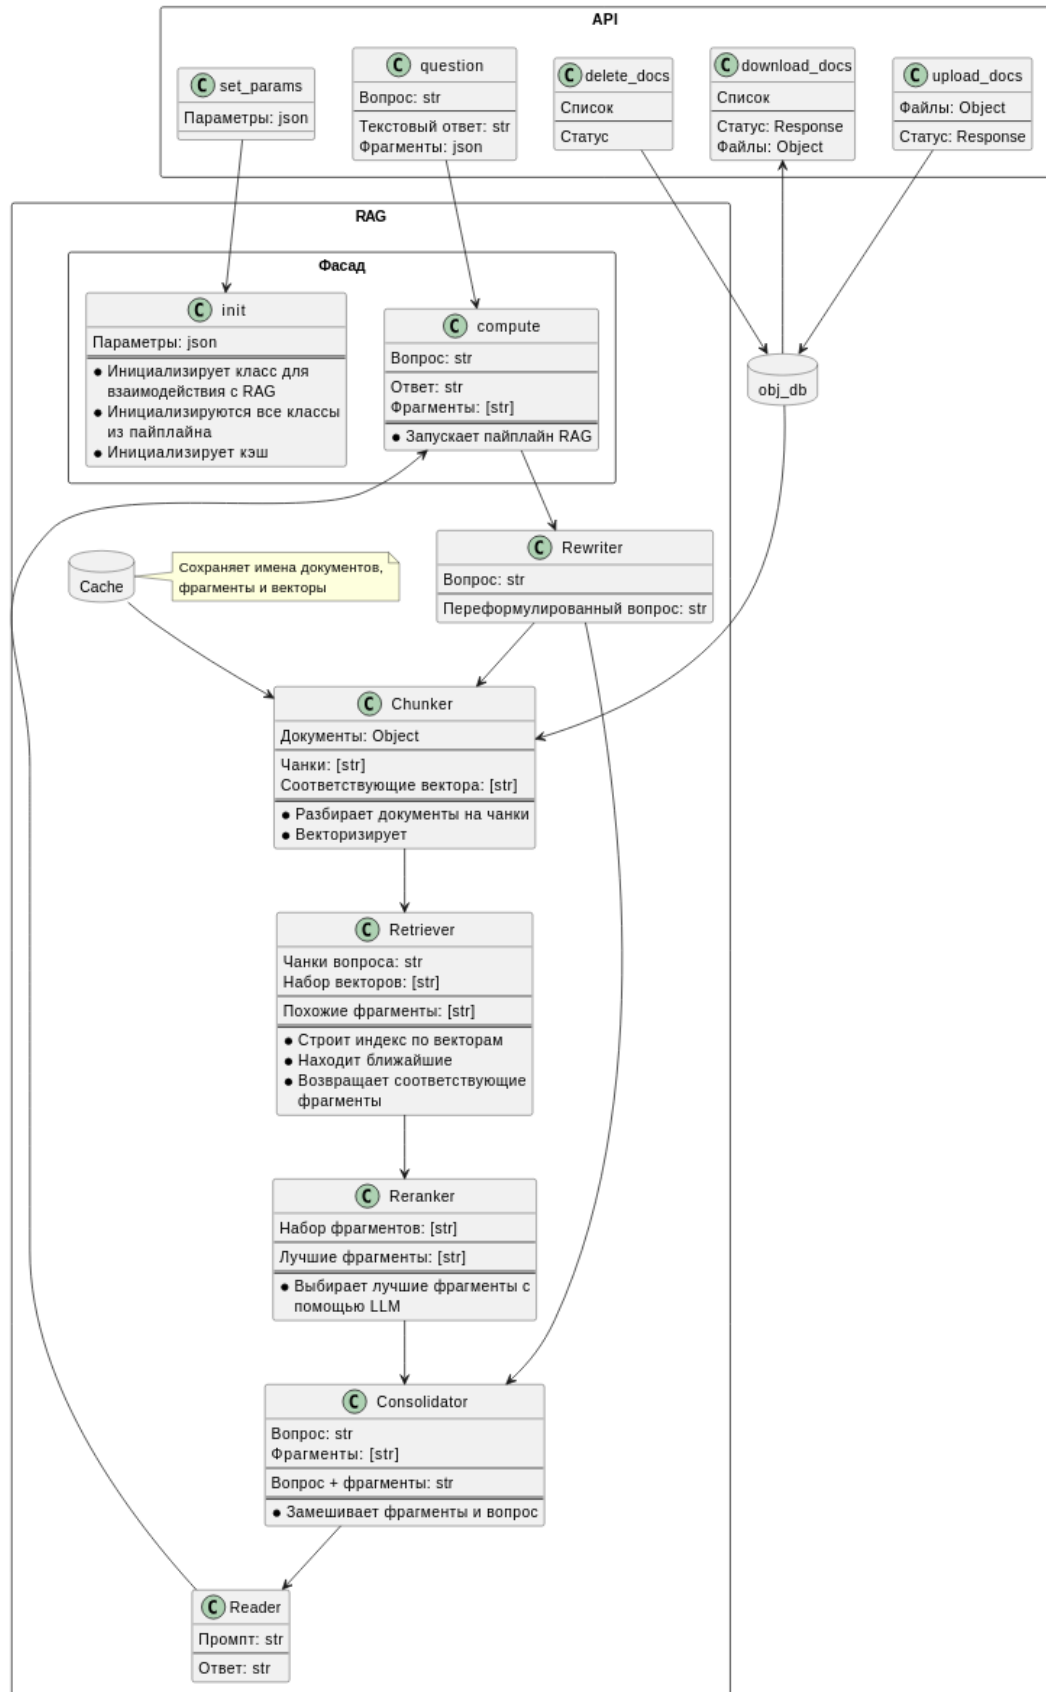 API
C set_params
Параметры: json
C question
Вопрос: str
Текстовый ответ: str
Фрагменты: json
C delete_docs
Список
Статус
C download_docs
Список
Статус: Response
Файлы: Object
C upload_docs
Файлы: Object
Статус: Response
RAG
Фасад
C init
Параметры: json
Инициализирует класс для
взаимодействия с RAG
Инициализируются все классы
из пайплайна
Инициализирует кэш
C compute
Вопрос: str
Ответ: str
Фрагменты: [str]
Запускает пайплайн RAG
obj_db
Cache
Сохраняет имена документов,
фрагменты и векторы
C Rewriter
Вопрос: str
Переформулированный вопрос: str
C Chunker
Документы: Object
Чанки: [str]
Соответствующие вектора: [str]
Разбирает документы на чанки
Векторизирует
C Retriever
Чанки вопроса: str
Набор векторов: [str]
Похожие фрагменты: [str]
Строит индекс по векторам
Находит ближайшие
Возвращает соответствующие
фрагменты
C Reranker
Набор фрагментов: [str]
Лучшие фрагменты: [str]
Выбирает лучшие фрагменты с
помощью LLM
C Consolidator
Вопрос: str
Фрагменты: [str]
Вопрос + фрагменты: str
Замешивает фрагменты и вопрос
C Reader
Промпт: str
Ответ: str